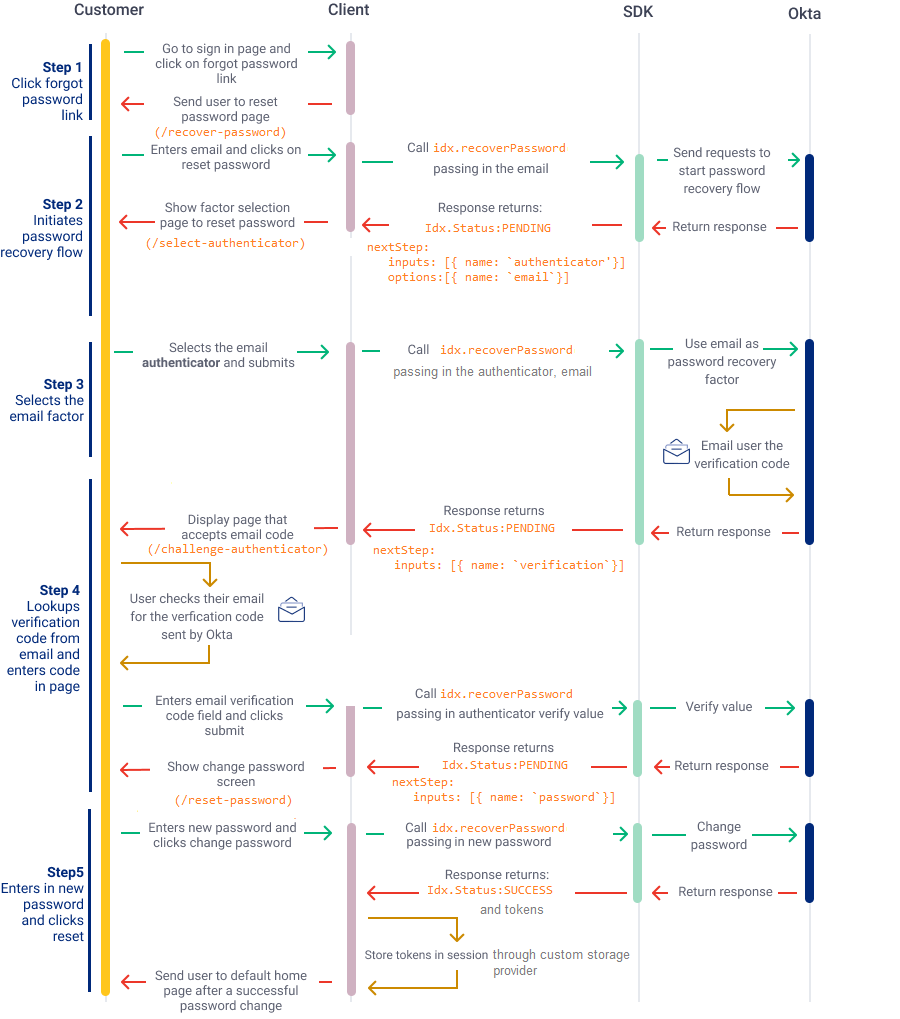 Customer
Client
SDK
Okta
Step 1
Click forgot
password
link
Go to sign in page and
click on forgot password
link
Send user to reset
password page
(/recover-password)
Step 2
Initiates
password
recovery flow
Enters email and clicks on
reset password
Call idx.recoverPassword
passing in the email
Send requests to
start password
recovery flow
Show factor selection
page to reset password
(/select-authenticator)
Response returns:
Idx.Status:PENDING
nextStep:
inputs: [{ name: `authenticator'}]
options:[{ name: `email`}]
Return response
Step 3
Selects the
email factor
Selects the email
authenticator and submits
Call idx.recoverPassword
passing in the authenticator, email
Use email as
password recovery
factor
Email user the
verification code
Step 4
Lookups
verification
code from
email and
enters code
in page
Display page that
accepts email code
(/challenge-authenticator)
Response returns
Idx.Status:PENDING
nextStep:
inputs: [{ name: `verification`}]
Return response
User checks their email
for the verfication code
sent by Okta
Enters email verification
code field and clicks
submit
Call idx.recoverPassword
passing in authenticator verify value
Verify value
Show change password
screen
(/reset-password)
Response returns
Idx.Status:PENDING
nextStep:
inputs: [{ name: `password`}]
Return response
Step5
Enters in new
password
and clicks
reset
Enters new password and
clicks change password
Call idx.recoverPassword
passing in new password
Change
password
Response returns:
Idx.Status:SUCCESS
and tokens
Return response
Store tokens in session through custom storage
provider
Send user to default home
page after a successful
password change